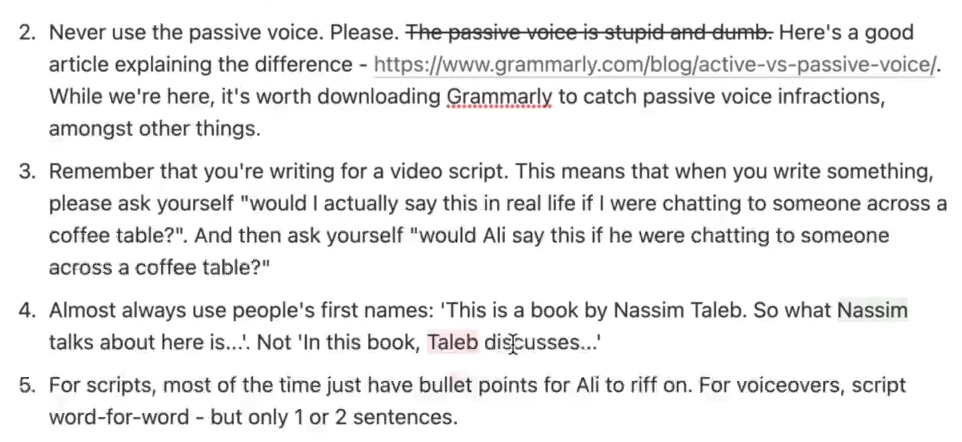 2. Never use the passive voice. Please. The passive voice is stupid and dumb. Here's a good
article explaining the difference - https://www.grammarly.com/blog/active-vs-passive-voice/.
While we're here, it's worth downloading Grammarly to catch passive voice infractions,
amongst other things.
3. Remember that you're writing for a video script. This means that when you write something,
please ask yourself "would I actually say this in real life if I were chatting to someone across a
coffee table?". And then ask yourself "would Ali say this if he were chatting to someone
across a coffee table?"
4. Almost always use people's first names: 'This is a book by Nassim Taleb. So what Nassim
talks about here is...'. Not 'In this book, Taleb discusses...'
5. For scripts, most of the time just have bullet points for Ali to riff on. For voiceovers, script
word-for-word - but only 1 or 2 sentences.